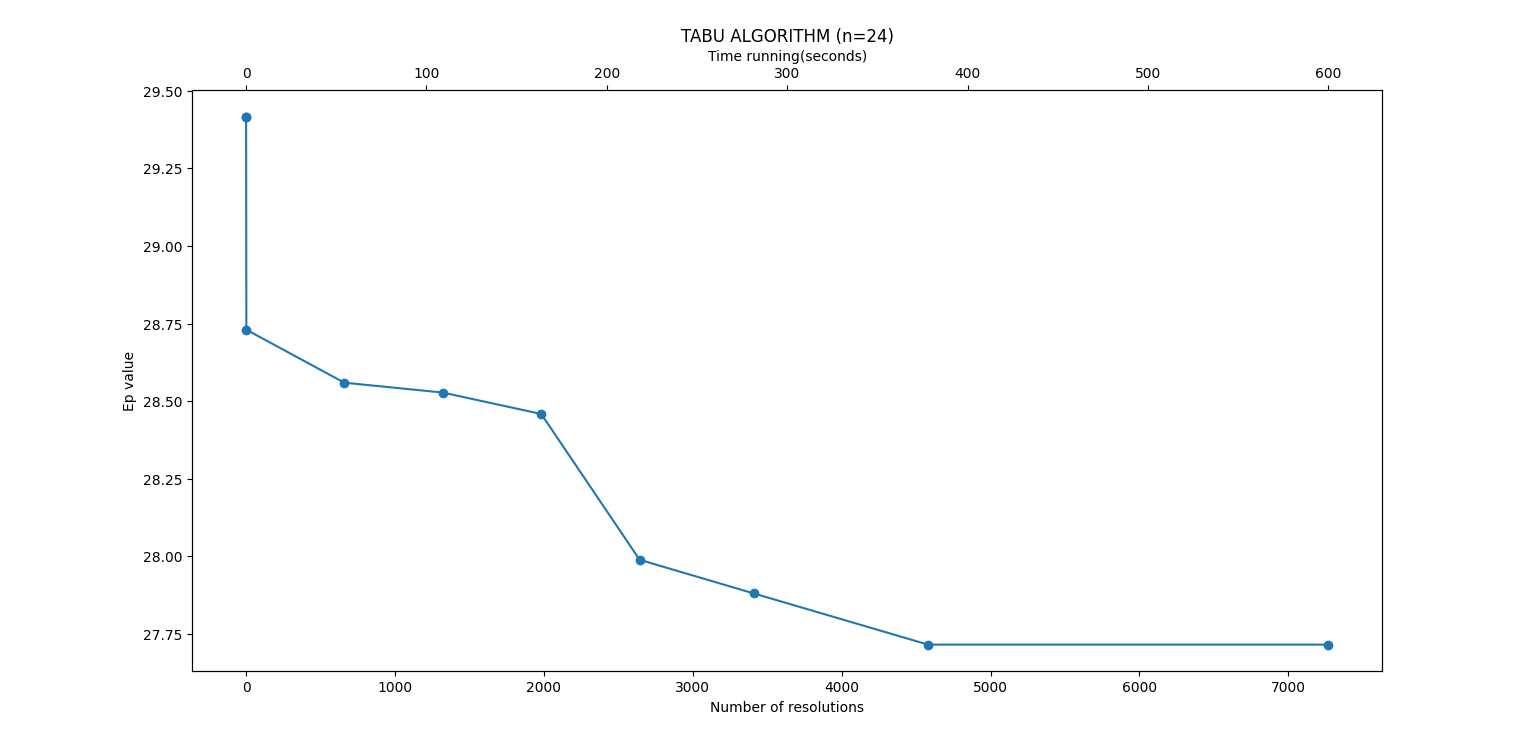 TABU ALGORITHM (n=24)
Time running(seconds)
0 100 200 300 400 500 600
29.50
29.25
29.00
28.75
28.50
28.25
28.00
27.75
Ep value
0 1000 2000 3000 4000 5000 6000 7000
Number of resolutions